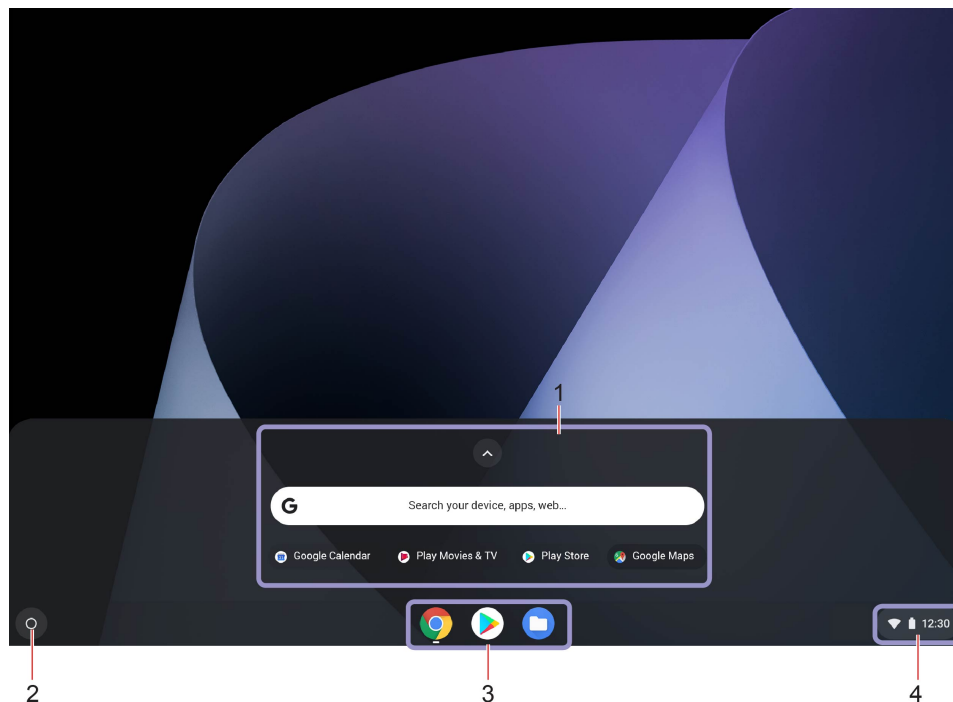 1
Search your device, apps, web...
Google Calendar Play Movies & TV Play Store Google Maps
12:30
2 3 4